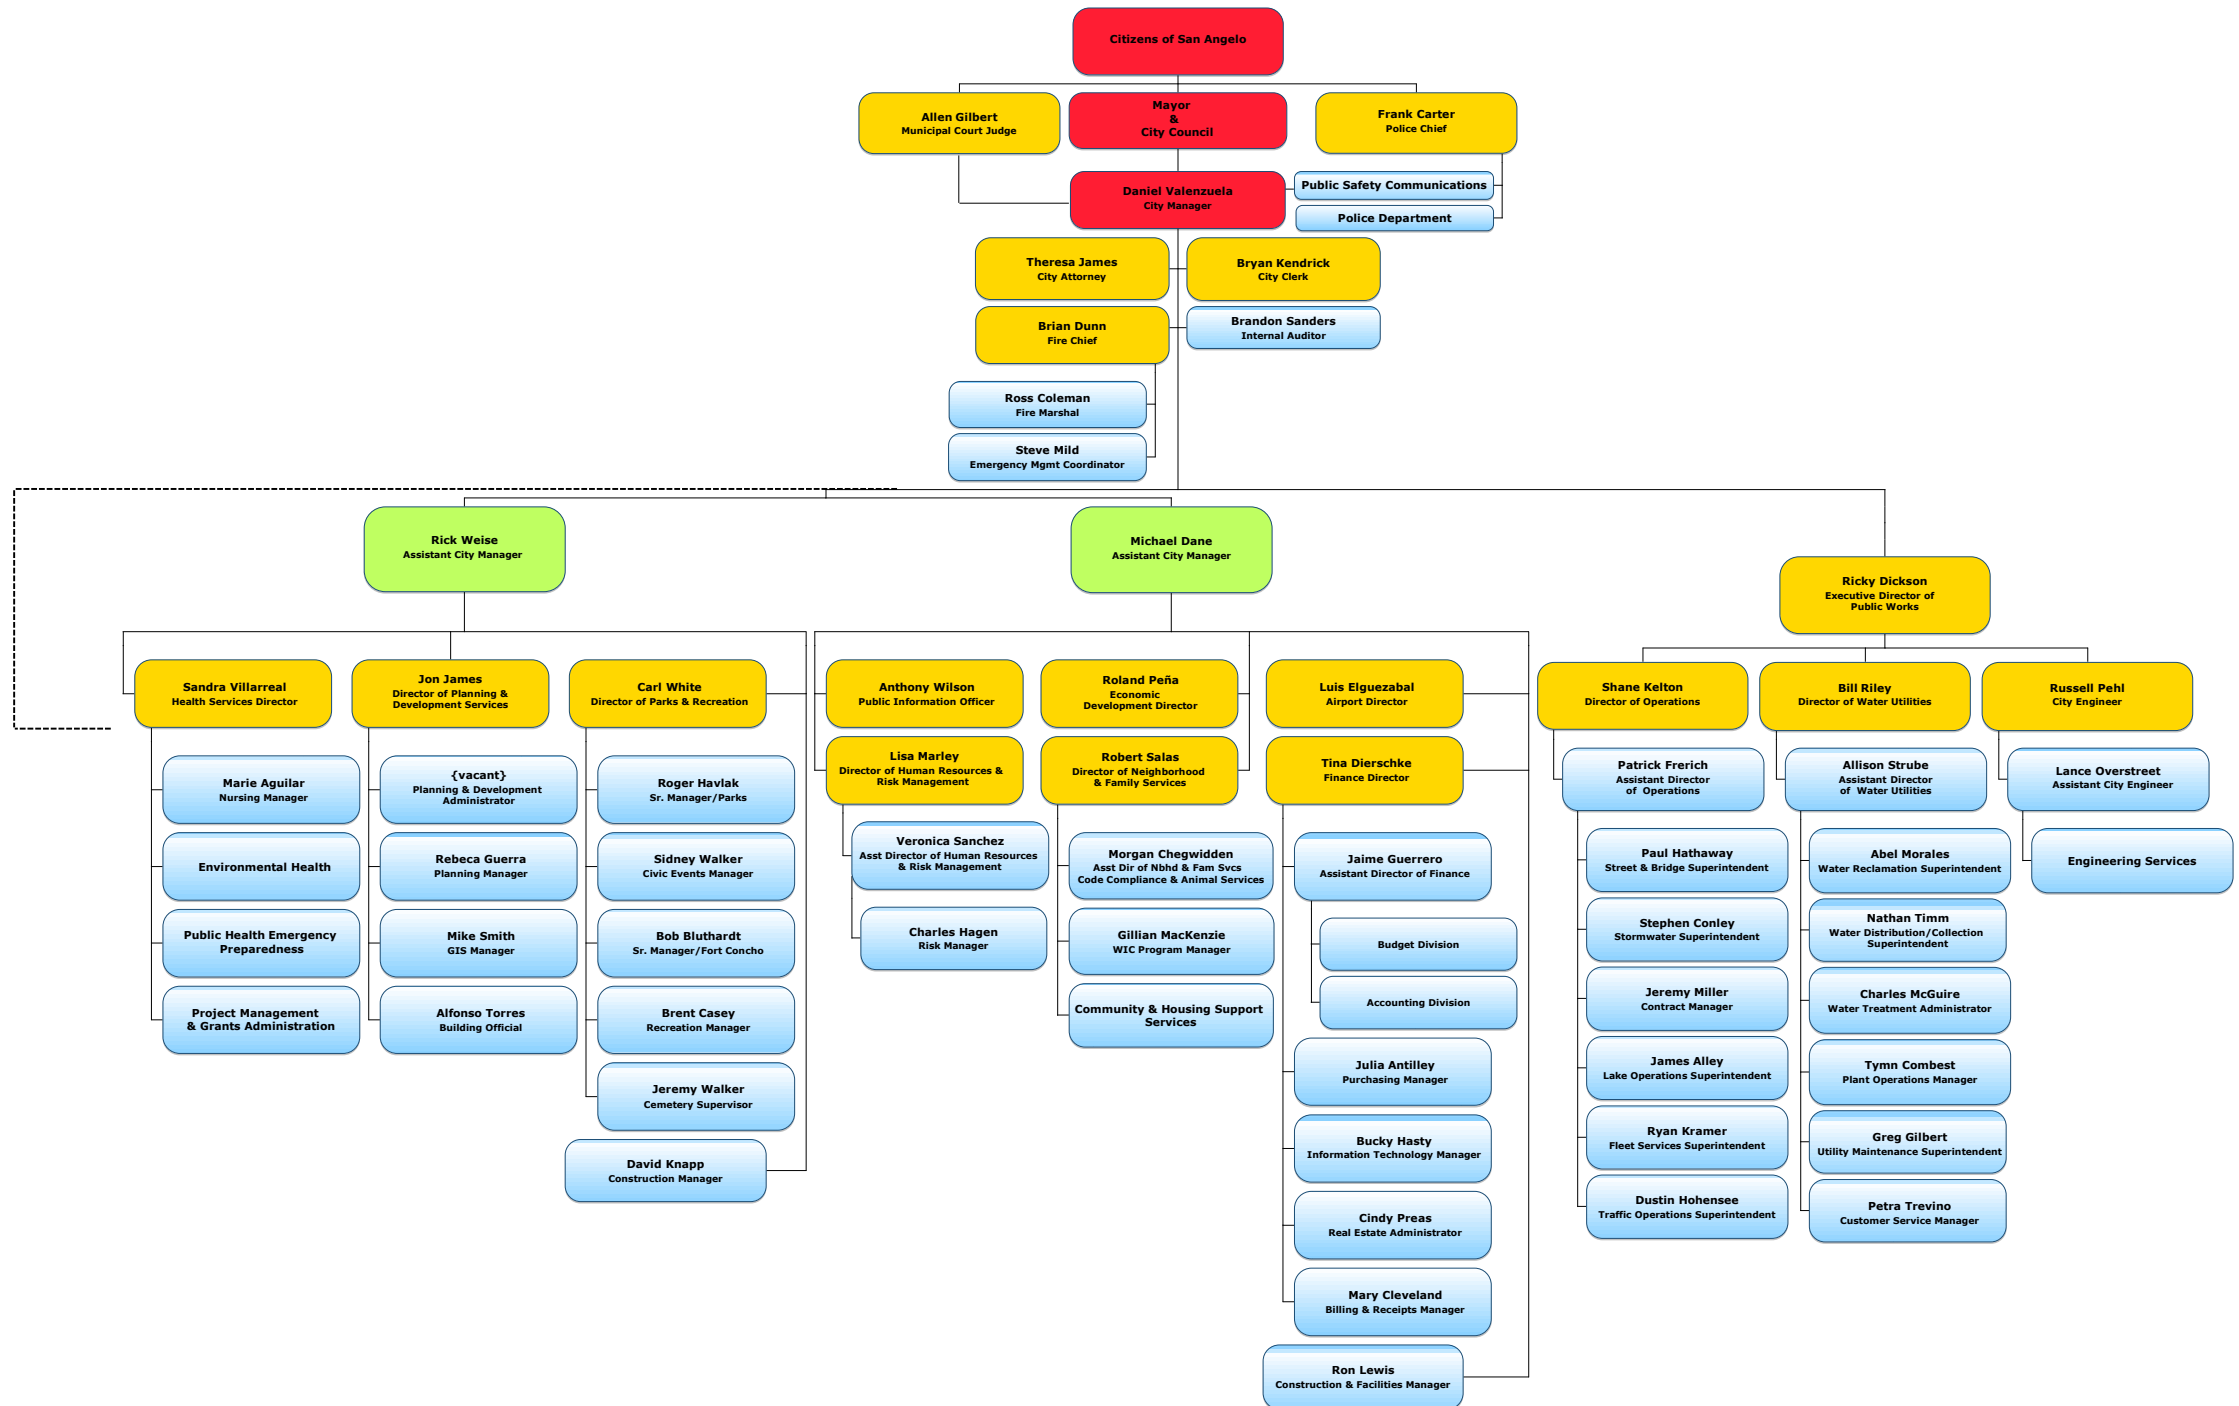 Citizens of San Angelo
Allen Gilbert
Municipal Court Judge
Mayor
&
City Council
Frank Carter
Police Chief
Daniel Valenzuela
City Manager
Public Safety Communications
Police Department
Theresa James
City Attorney
Bryan Kendrick
City Clerk
Brian Dunn
Fire Chief
Brandon Sanders
Internal Auditor
Ross Coleman
Fire Marshal
Steve Mild
Emergency Mgmt Coordinator
Rick Weise
Assistant City Manager
Michael Dane
Assistant City Manager
Ricky Dickson
Executive Director of
Public Works
Sandra Villarreal
Health Services Director
Marie Aguilar
Nursing Manager
Environmental Health
Public Health Emergency
Preparedness
Project Management
& Grants Administration
Jon James
Director of Planning &
Development Services
{vacant}
Planning & Development
Administrator
Rebeca Guerra
Planning Manager
Mike Smith
GIS Manager
Alfonso Torres
Building Official
Carl White
Director of Parks & Recreation
Roger Havlak
Sr. Manager/Parks
Sidney Walker
Civic Events Manager
Bob Bluthardt
Sr. Manager/Fort Concho
Brent Casey
Recreation Manager
Jeremy Walker
Cemetery Supervisor
David Knapp
Construction Manager
Anthony Wilson
Public Information Officer
Lisa Marley
Director of Human Resources &
Risk Management
Veronica Sanchez
Asst Director of Human Resources
& Risk Management
Charles Hagen
Risk Manager
Roland Peña
Economic
Development Director
Robert Salas
Director of Neighborhood
& Family Services
Morgan Chegwidden
Asst Dir of Nbhd & Fam Svcs
Code Compliance & Animal Services
Gillian MacKenzie
WIC Program Manager
Community & Housing Support
Services
Luis Elguezabal
Airport Director
Tina Dierschke
Finance Director
Jaime Guerrero
Assistant Director of Finance
Budget Division
Accounting Division
Julia Antilley
Purchasing Manager
Bucky Hasty
Information Technology Manager
Cindy Preas
Real Estate Administrator
Mary Cleveland
Billing & Receipts Manager
Ron Lewis
Construction & Facilities Manager
Shane Kelton
Director of Operations
Patrick Frerich
Assistant Director
of Operations
Paul Hathaway
Street & Bridge Superintendent
Stephen Conley
Stormwater Superintendent
Jeremy Miller
Contract Manager
James Alley
Lake Operations Superintendent
Ryan Kramer
Fleet Services Superintendent
Dustin Hohensee
Traffic Operations Superintendent
Bill Riley
Director of Water Utilities
Allison Strube
Assistant Director
of Water Utilities
Abel Morales
Water Reclamation Superintendent
Nathan Timm
Water Distribution/Collection
Superintendent
Charles McGuire
Water Treatment Administrator
Tymn Combest
Plant Operations Manager
Greg Gilbert
Utility Maintenance Superintendent
Petra Trevino
Customer Service Manager
Russell Pehl
City Engineer
Lance Overstreet
Assistant City Engineer
Engineering Services